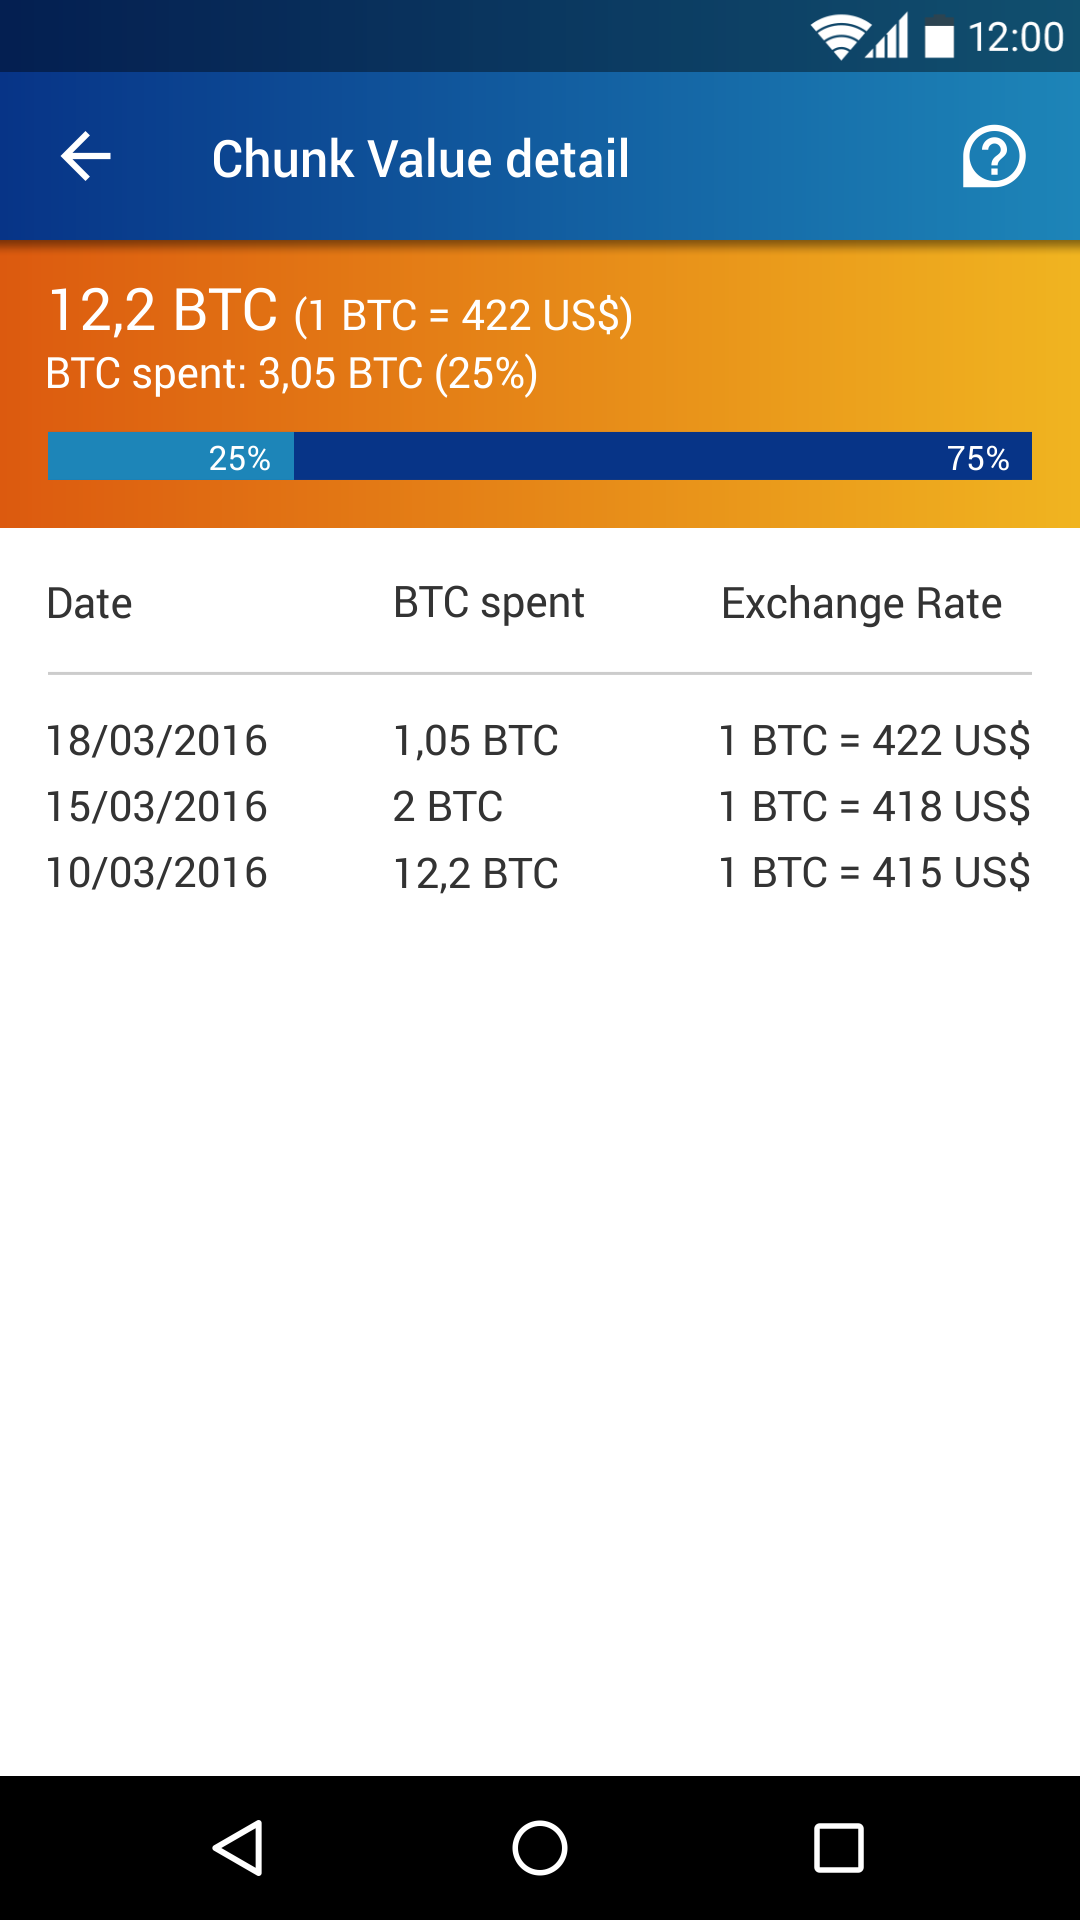 12:00
Chunk Value detail
12,2 BTC (1 BTC = 422 US$)
BTC spent: 3,05 BTC (25%)
25% 75%
Date BTC spent Exchange Rate
18/03/2016 1,05 BTC 1 BTC = 422 US$
15/03/2016 2 BTC 1 BTC = 418 US$
10/03/2016 12,2 BTC 1 BTC = 415 US$